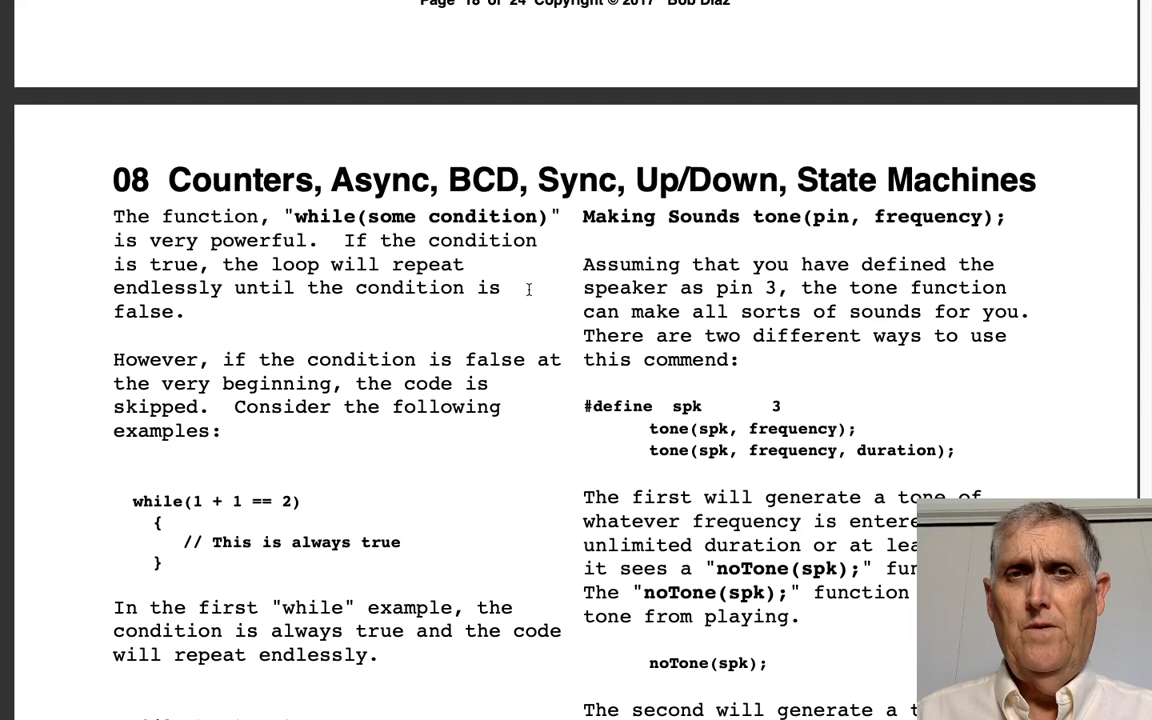 Page 18 of 24 Copyright © 2017 Bob Diaz
08 Counters, Async, BCD, Sync, Up/Down, State Machines
The function, "while(some condition)"
is very powerful. If the condition
is true, the loop will repeat
endlessly until the condition is
false.
However, if the condition is false at
the very beginning, the code is
skipped. Consider the following
examples:
while(1 + 1 == 2)
{
// This is always true
}
In the first "while" example, the
condition is always true and the code
will repeat endlessly.
Making Sounds tone(pin, frequency);
Assuming that you have defined the
speaker as pin 3, the tone function
can make all sorts of sounds for you.
There are two different ways to use
this commend:
#define spk 3
tone(spk, frequency);
tone(spk, frequency, duration);
The first will generate a tone of
whatever frequency is entere
unlimited duration or at lea
it sees a "noTone(spk);" fun
The "noTone(spk);" function
tone from playing.
noTone(spk);
The second will generate a t